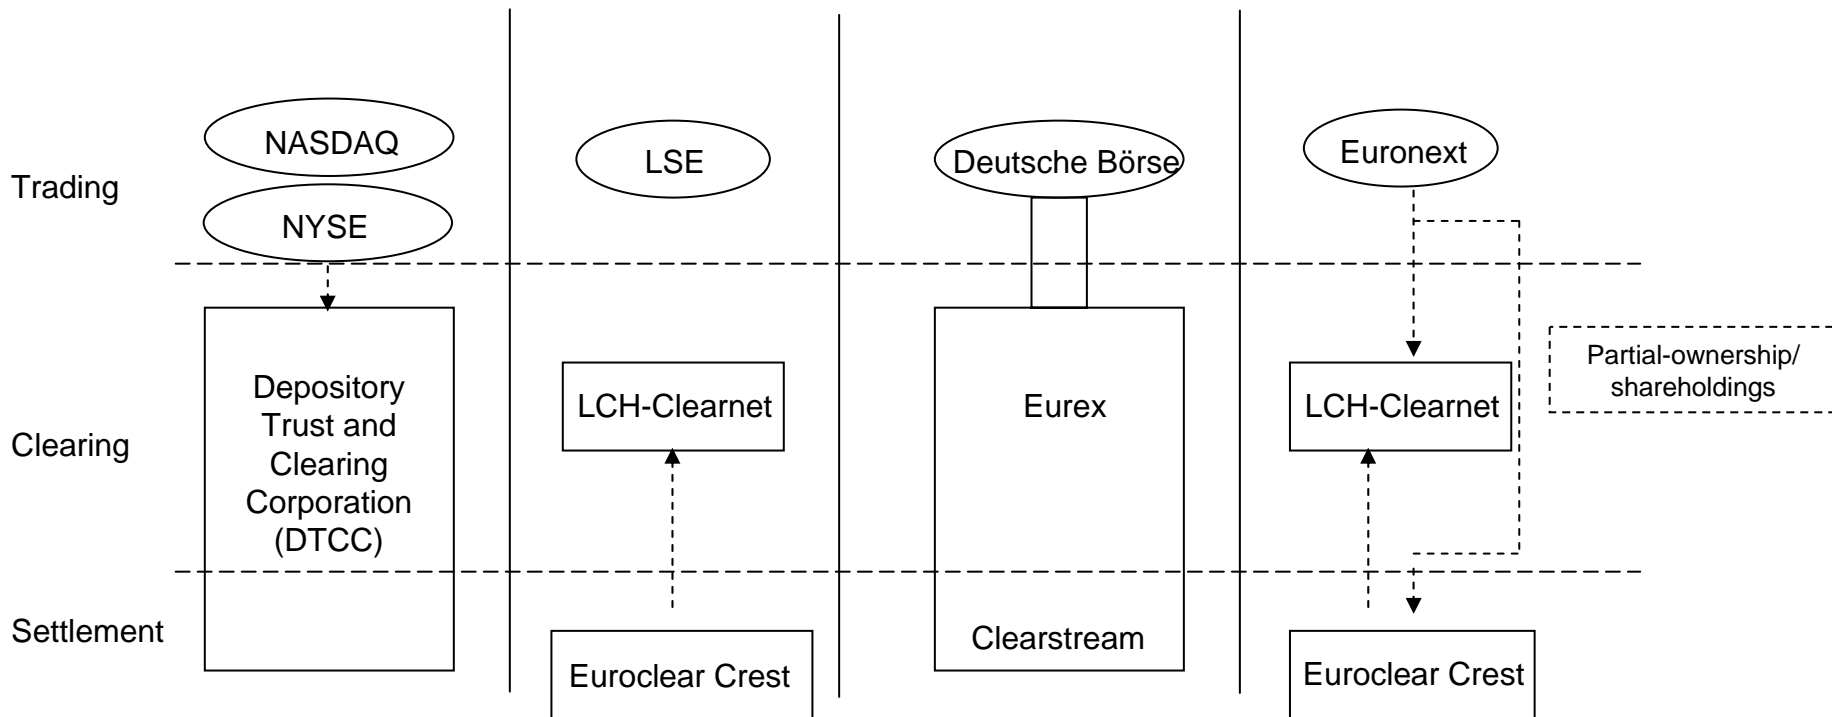 NASDAQ
NYSE
LSE
Deutsche Börse
Euronext
Trading
Depository
Trust and
Clearing
Corporation
(DTCC)
LCH-Clearnet
Eurex
LCH-Clearnet
Partial-ownership/
shareholdings
Clearing
Settlement
Euroclear Crest
Clearstream
Euroclear Crest